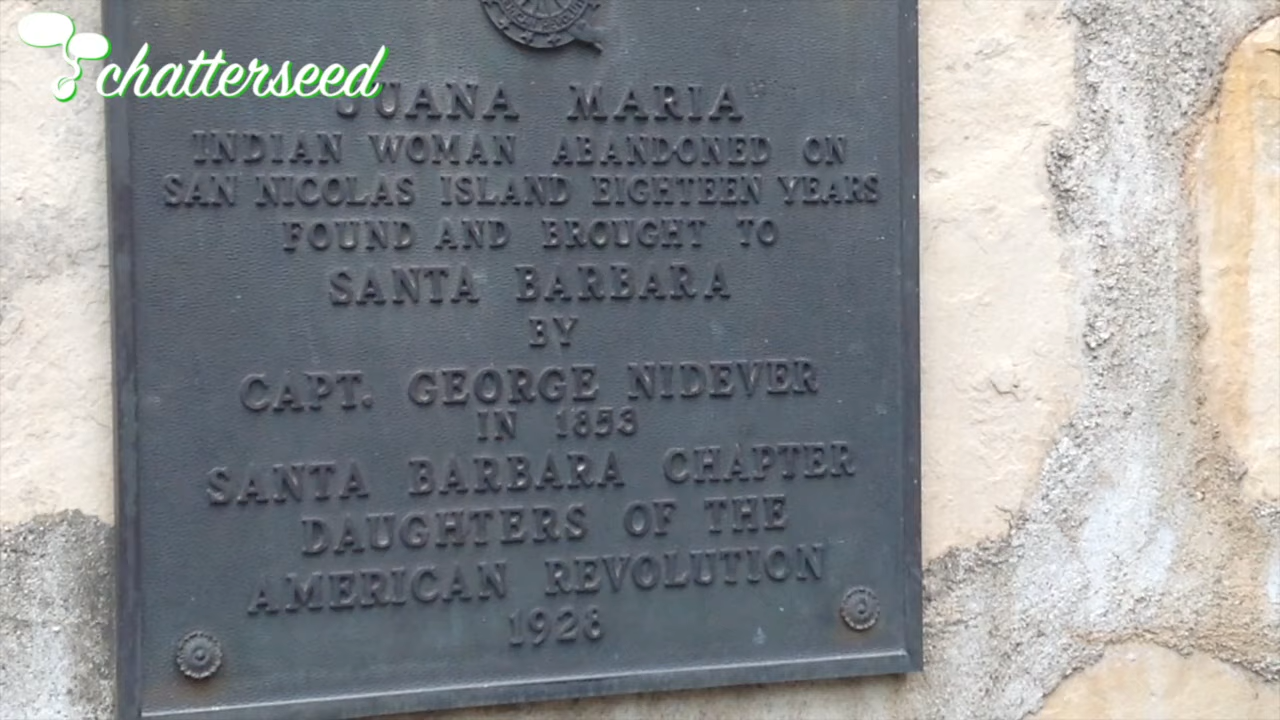 chatterseed
JUANA MARIA
INDIAN WOMAN ABANDONED ON
SAN NICOLAS ISLAND EIGHTEEN YEARS
FOUND AND BROUGHT TO
SANTA BARBARA
BY
CAPT. GEORGE NIDEVER
IN 1853
SANTA BARBARA CHAPTER
DAUGHTERS OF THE
AMERICAN REVOLUTION
1928